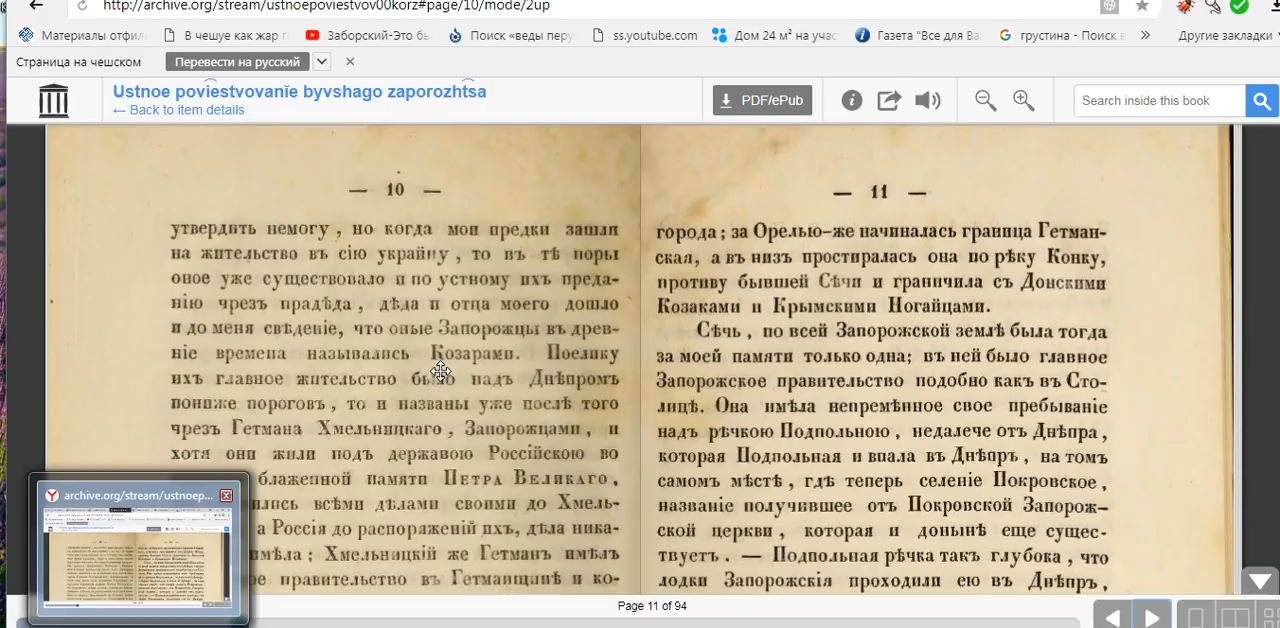 http://archive.org/stream/ustnoepoviestvov00korz#page/10/mode/2up
Материалы отфил
В чешуе как жар г
Заборский-Это бы
Поиск «веды перу
ss.youtube.com
Дом 24 м² на учас
Газета "Все для Ва
грустина - Поиск в
Другие закладки
Страница на чешском
Перевести на русский
Ustnoe povi͡estvovanīe byvshago zaporozht͡sa
← Back to item details
PDF/ePub
Search inside this book
— 10 —
утвердить немогу , но когда мои предки зашли
на жительство въ сію украйну , то въ тѣ поры
оное уже существовало и по устному ихъ преда-
нію чрезъ прадѣда , дѣда и отца моего дошло
и до меня свѣденіе, что оные Запорожцы въ древ-
ніе времена назывались Козарами. Поелику
ихъ главное жительство было надъ Днѣпромъ
пониже пороговъ , то и названы уже послѣ того
чрезъ Гетмана Хмельницкаго , Запорожцами , и
хотя они жили подъ державою Россійскою во
блаженной памяти Петра Великаго,
ились всѣми дѣлами своими до Хмель-
а Россія до распоряженій ихъ, дѣла ника-
имѣла ; Хмельницкій же Гетманъ имѣлъ
ое правительство въ Гетманщинѣ и ко-
— 11 —
города ; за Орелью-же начиналась граница Гетман-
ская, а въ низъ простиралась она по рѣку Конку,
противу бывшей Сѣчи и граничила съ Донскими
Козаками и Крымскими Ногайцами.
Сѣчь , по всей Запорожской землѣ была тогда
за моей памяти только одна; въ ней было главное
Запорожское правительство подобно какъ въ Сто-
лицѣ. Она имѣла непремѣнное свое пребываніе
надъ рѣчкою Подпольною , недалече отъ Днѣпра ,
которая Подпольная и впала въ Днѣпръ , на томъ
самомъ мѣстѣ , гдѣ теперь селеніе Покровское ,
названіе получившее отъ Покровской Запорож-
ской церкви , которая и донынѣ еще сущес-
твуетъ . — Подпольная рѣчка такъ глубока , что
лодки Запорожскія проходили ею въ Днѣпръ ,
archive.org/stream/ustnoep...
Page 11 of 94